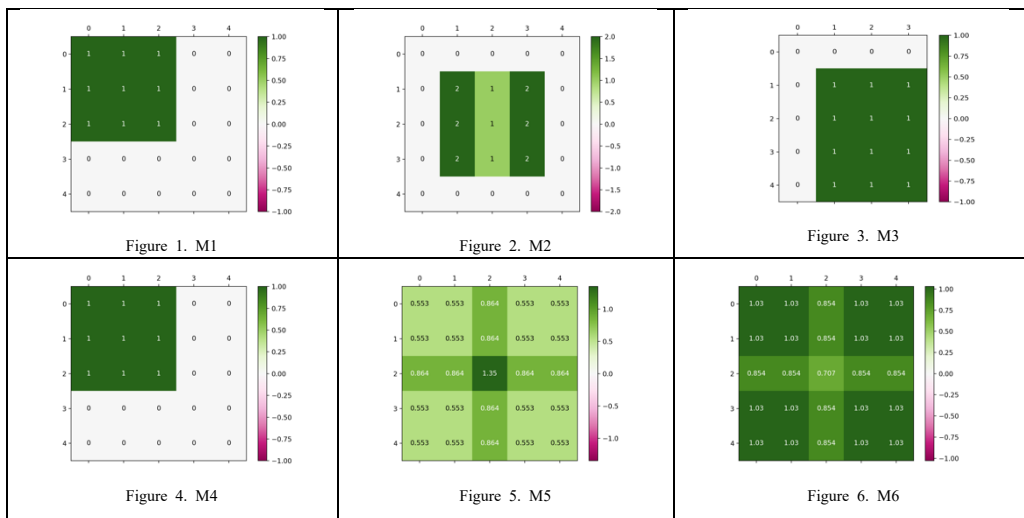 0 1 2 3 4
0 1 1 1 0 0
1 1 1 1 0 0
2 1 1 1 0 0
3 0 0 0 0 0
4 0 0 0 0 0
1.00
0.75
0.50
0.25
0.00
−0.25
−0.50
−0.75
−1.00
Figure 1. M1
0 1 2 3 4
0 0 0 0 0 0
1 0 2 1 2 0
2 0 2 1 2 0
3 0 2 1 2 0
4 0 0 0 0 0
2.0
1.5
1.0
0.5
0.0
−0.5
−1.0
−1.5
−2.0
Figure 2. M2
0 1 2 3
0 0 0 0 0
1 0 1 1 1
2 0 1 1 1
3 0 1 1 1
4 0 1 1 1
1.00
0.75
0.50
0.25
0.00
−0.25
−0.50
−0.75
−1.00
Figure 3. M3
0 1 2 3 4
0 1 1 1 0 0
1 1 1 1 0 0
2 1 1 1 0 0
3 0 0 0 0 0
4 0 0 0 0 0
1.00
0.75
0.50
0.25
0.00
−0.25
−0.50
−0.75
−1.00
Figure 4. M4
0 1 2 3 4
0 0.553 0.553 0.864 0.553 0.553
1 0.553 0.553 0.864 0.553 0.553
2 0.864 0.864 1.35 0.864 0.864
3 0.553 0.553 0.864 0.553 0.553
4 0.553 0.553 0.864 0.553 0.553
1.0
0.5
0.0
−0.5
−1.0
Figure 5. M5
0 1 2 3 4
0 1.03 1.03 0.854 1.03 1.03
1 1.03 1.03 0.854 1.03 1.03
2 0.854 0.854 0.707 0.854 0.854
3 1.03 1.03 0.854 1.03 1.03
4 1.03 1.03 0.854 1.03 1.03
1.00
0.75
0.50
0.25
0.00
−0.25
−0.50
−0.75
−1.00
Figure 6. M6